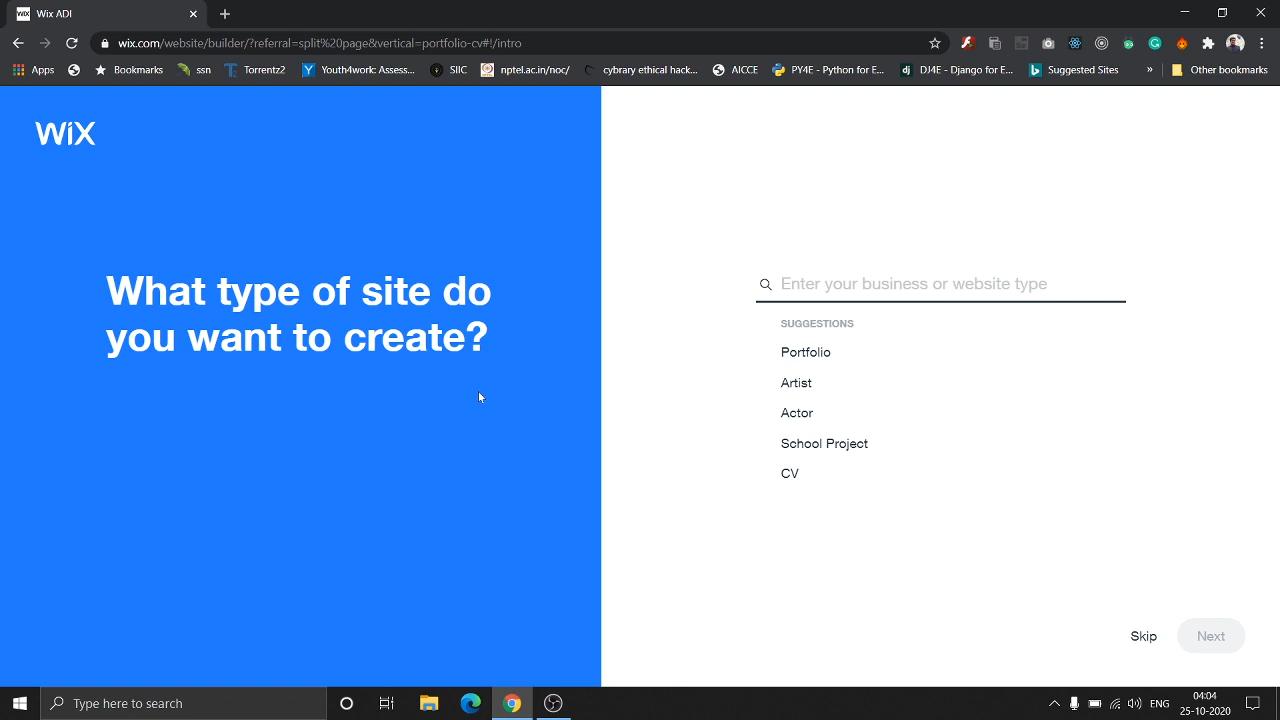 WiX
Wix ADI
wix.com/website/builder/?referral=split%20page&vertical=portfolio-cv#!/intro
Apps
Bookmarks
ssn
Torrentz2
Youth4work: Assess...
SIIC
nptel.ac.in/noc/
cybrary ethical hack...
AICCE
PY4E - Python for E...
dj
DJ4E - Django for E...
Suggested Sites
»
Other bookmarks
WiX
What type of site do
you want to create?
Enter your business or website type
SUGGESTIONS
Portfolio
Artist
Actor
School Project
CV
Skip
Next
Type here to search
ENG
04:04
25-10-2020